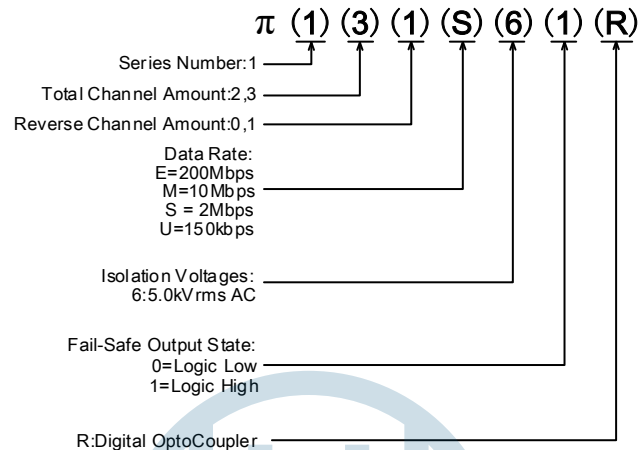 π (1) (3) (1) (S) (6) (1) (R)
Series Number:1
Total Channel Amount:2,3
Reverse Channel Amount:0,1
Data Rate:
E=200Mbps
M=10Mbps
S = 2Mbps
U=150kbps
Isolation Voltages:
6:5.0kVrms AC
Fail-Safe Output State:
0=Logic Low
1=Logic High
R:Digital OptoCoupler